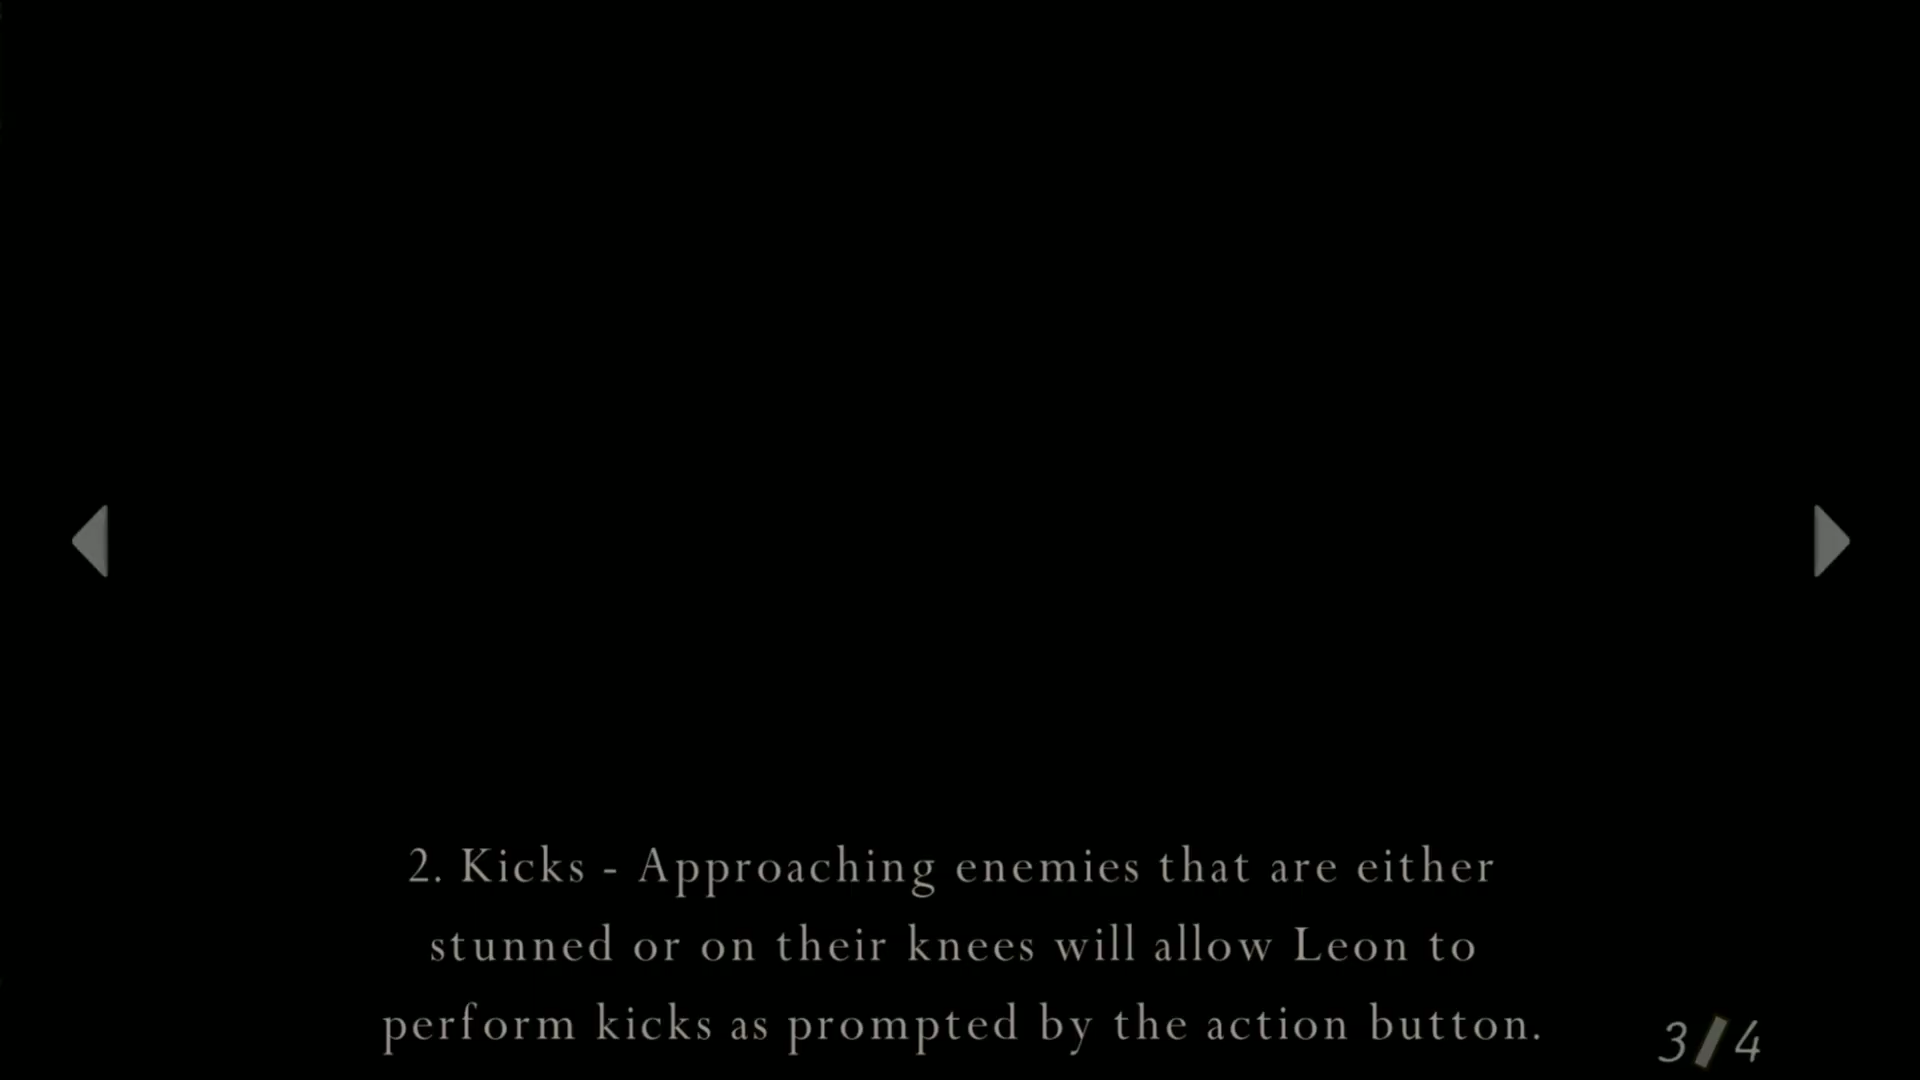 2. Kicks - Approaching enemies that are either
stunned or on their knees will allow Leon to
perform kicks as prompted by the action button.
3/4